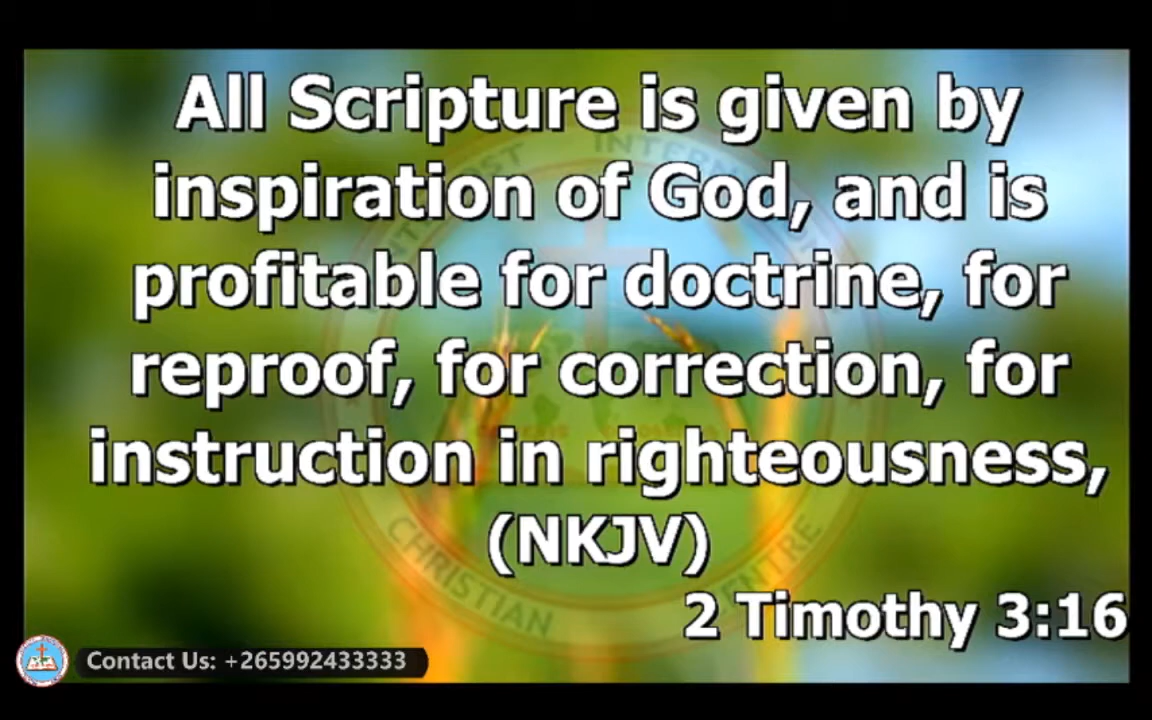 All Scripture is given by
inspiration of God, and is
profitable for doctrine, for
reproof, for correction, for
instruction in righteousness,
(NKJV)
2 Timothy 3:16
Contact Us: +265992433333
CHRISTIAN